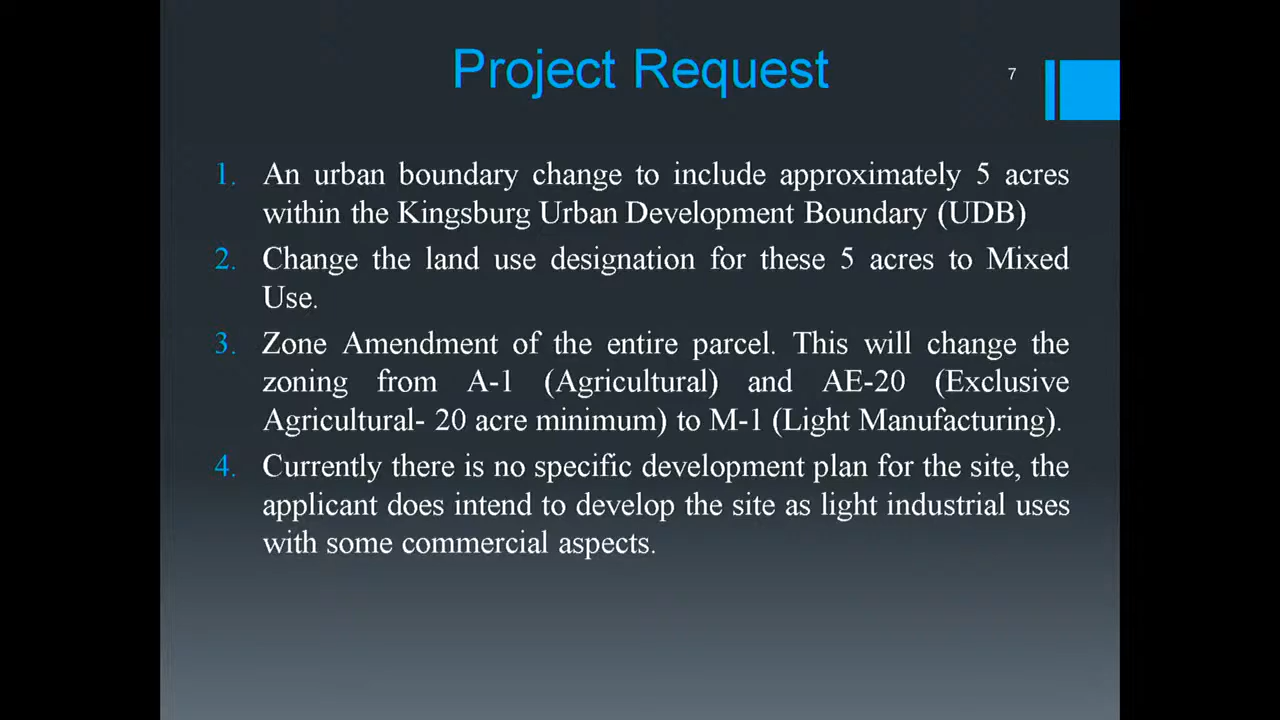 Project Request
7
1. An urban boundary change to include approximately 5 acres
within the Kingsburg Urban Development Boundary (UDB)
2. Change the land use designation for these 5 acres to Mixed
Use.
3. Zone Amendment of the entire parcel. This will change the
zoning from A-1 (Agricultural) and AE-20 (Exclusive
Agricultural- 20 acre minimum) to M-1 (Light Manufacturing).
4. Currently there is no specific development plan for the site, the
applicant does intend to develop the site as light industrial uses
with some commercial aspects.